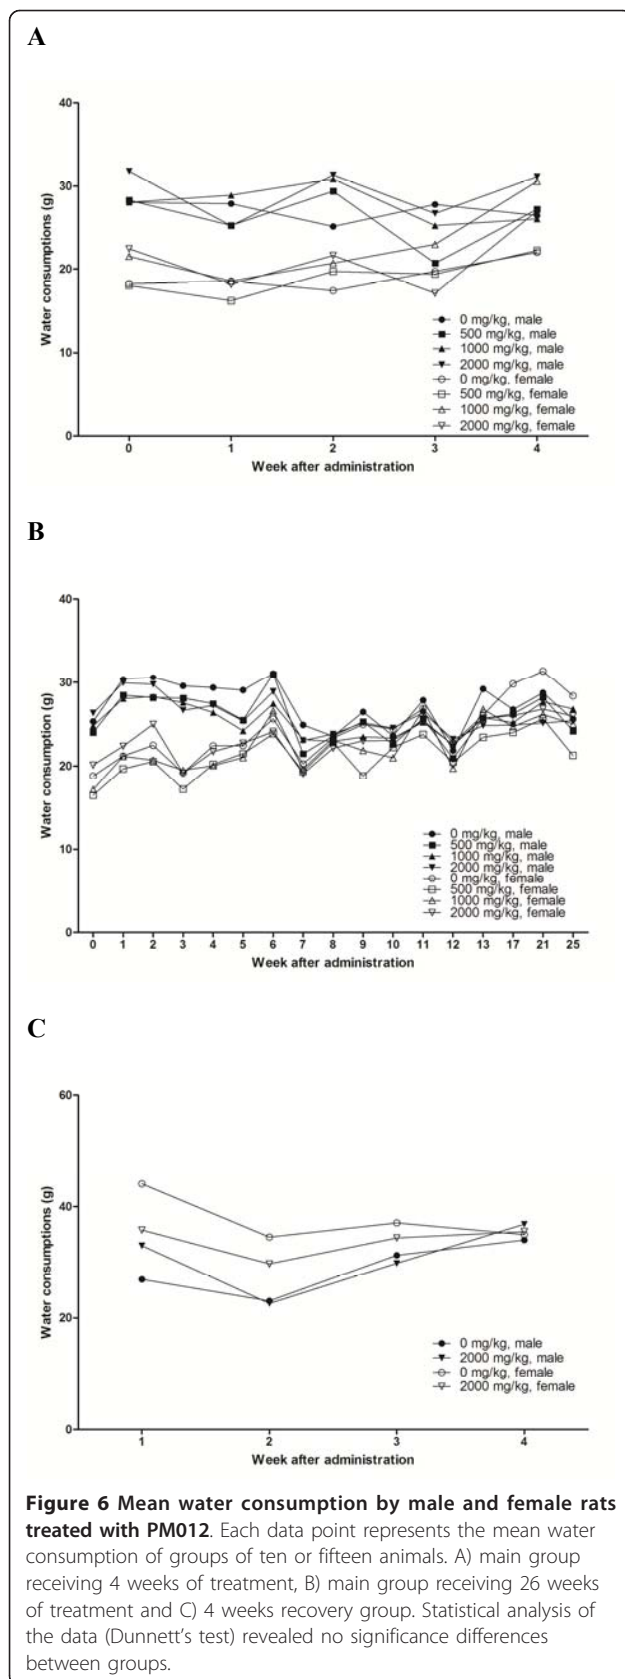 A
40
30
20
10
0
Water consumptions (g)
0 mg/kg, male
500 mg/kg, male
1000 mg/kg, male
2000 mg/kg, male
0 mg/kg. female
500 mg/kg, female
1000 mg/kg, female
2000 mg/kg, female
0 1 2 3 4
Week after administration
B
40
30
20
10
0
Water consumptions (g)
0 mg/kg, male
500 mg/kg, male
1000 mg/kg, male
2000 mg/kg, male
0 mg/kg, female
500 mg/kg, female
1000 mg/kg, female
2000 mg/kg, female
0 1 2 3 4 5 6 7 8 9 10 11 12 13 17 21 25
Week after administration
C
60
40
20
0
Water consumptions (g)
0 mg/kg, male
2000 mg/kg, male
0 mg/kg, female
2000 mg/kg, female
1 2 3 4
Week after administration
Figure 6 Mean water consumption by male and female rats
treated with PM012. Each data point represents the mean water
consumption of groups of ten or fifteen animals. A) main group
receiving 4 weeks of treatment, B) main group receiving 26 weeks
of treatment and C) 4 weeks recovery group. Statistical analysis of
the data (Dunnett's test) revealed no significance differences
between groups.